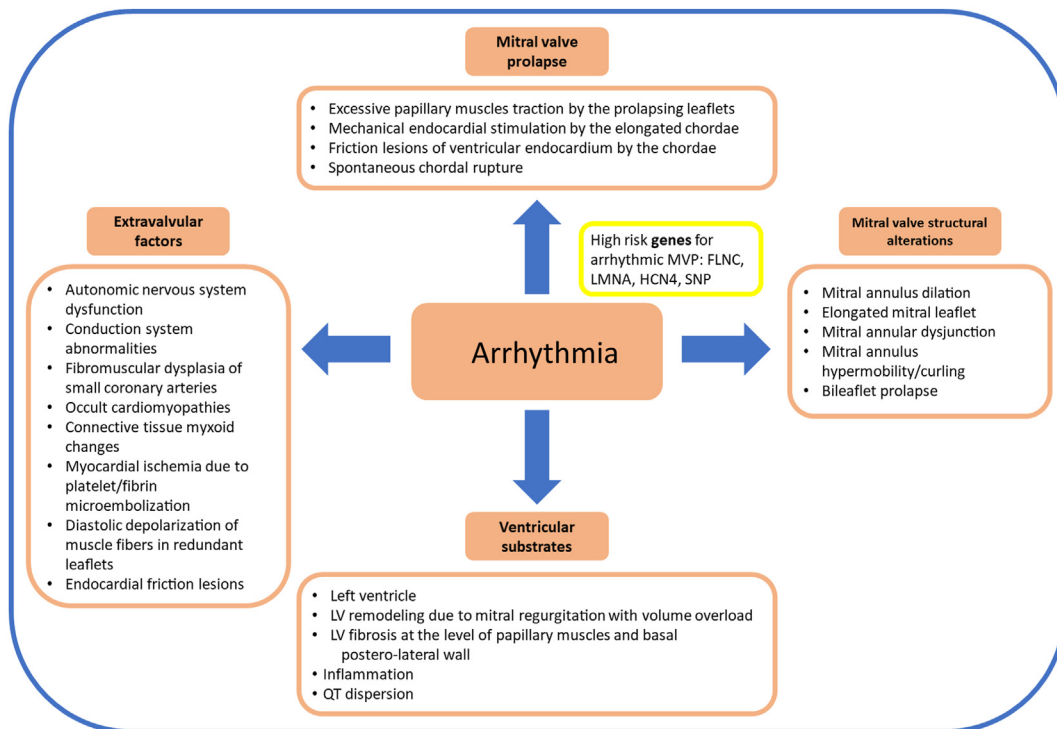 Mitral valve
prolapse
• Excessive papillary muscles traction by the prolapsing leaflets
• Mechanical endocardial stimulation by the elongated chordae
• Friction lesions of ventricular endocardium by the chordae
• Spontaneous chordal rupture
Extravalvular
factors
• Autonomic nervous system
dysfunction
• Conduction system
abnormalities
• Fibromuscular dysplasia of
small coronary arteries
• Occult cardiomyopathies
• Connective tissue myxoid
changes
• Myocardial ischemia due to
platelet/fibrin
microembolization
• Diastolic depolarization of
muscle fibers in redundant
leaflets
• Endocardial friction lesions
High risk genes for
arrhythmic MVP: FLNC,
LMNA, HCN4, SNP
Arrhythmia
Mitral valve structural
alterations
• Mitral annulus dilation
• Elongated mitral leaflet
• Mitral annular dysjunction
• Mitral annulus
hypermobility/curling
• Bileaflet prolapse
Ventricular
substrates
• Left ventricle
• LV remodeling due to mitral regurgitation with volume overload
• LV fibrosis at the level of papillary muscles and basal
postero-lateral wall
• Inflammation
• QT dispersion